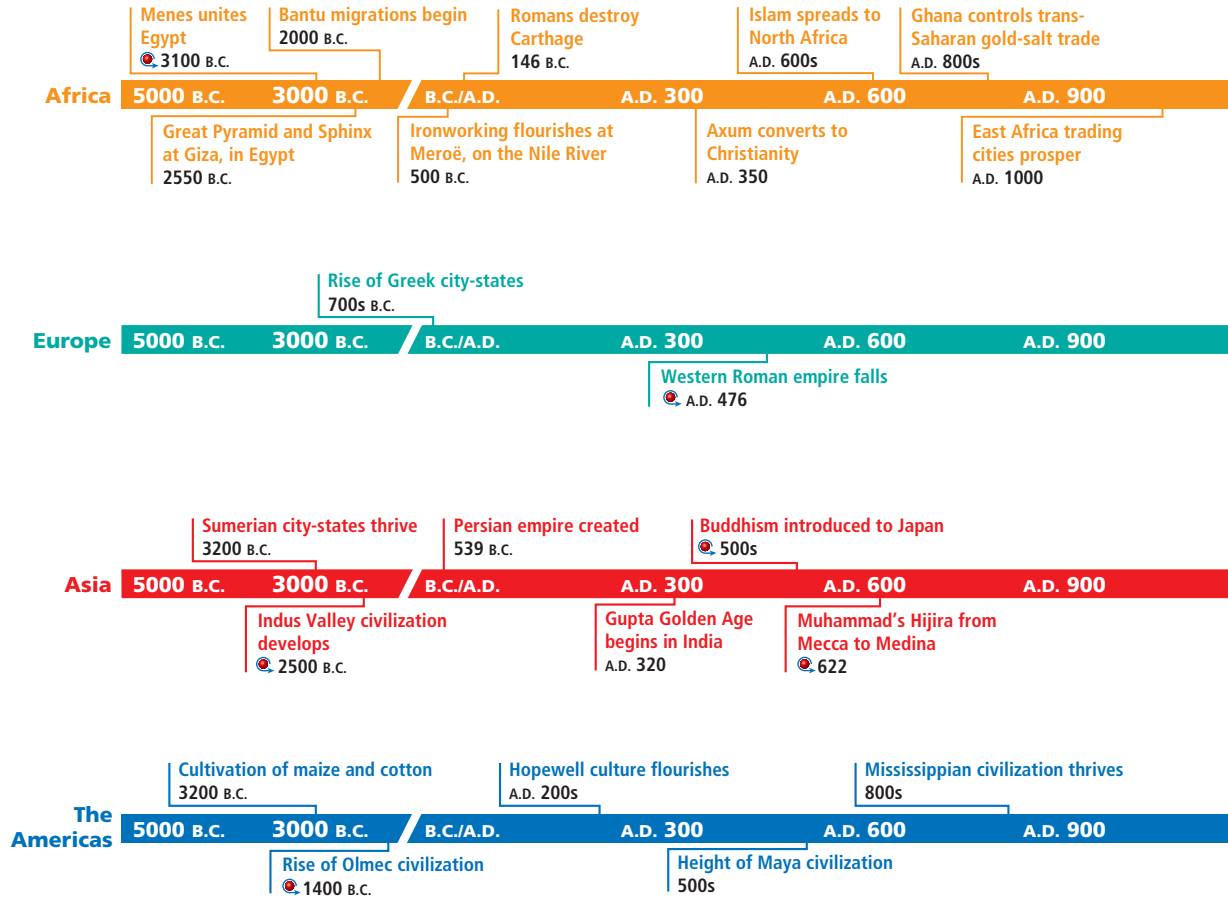 Menes unites
Egypt
3100 B.C.
Bantu migrations begin
2000 B.C.
Romans destroy
Carthage
146 B.C.
Islam spreads to
North Africa
A.D. 600s
Ghana controls trans-
Saharan gold-salt trade
A.D. 800s
Africa
5000 B.C. 3000 B.C. B.C./A.D. A.D. 300 A.D. 600 A.D. 900
Great Pyramid and Sphinx
at Giza, in Egypt
2550 B.C.
Ironworking flourishes at
Meroë, on the Nile River
500 B.C.
Axum converts to
Christianity
A.D. 350
East Africa trading
cities prosper
A.D. 1000
Rise of Greek city-states
700s B.C.
Europe
5000 B.C. 3000 B.C. B.C./A.D. A.D. 300 A.D. 600 A.D. 900
Western Roman empire falls
A.D. 476
Sumerian city-states thrive
3200 B.C.
Persian empire created
539 B.C.
Buddhism introduced to Japan
500s
Asia
5000 B.C. 3000 B.C. B.C./A.D. A.D. 300 A.D. 600 A.D. 900
Indus Valley civilization
develops
2500 B.C.
Gupta Golden Age
begins in India
A.D. 320
Muhammad's Hijira from
Mecca to Medina
622
Cultivation of maize and cotton
3200 B.C.
Hopewell culture flourishes
A.D. 200s
Mississippian civilization thrives
800s
The
Americas
5000 B.C. 3000 B.C. B.C./A.D. A.D. 300 A.D. 600 A.D. 900
Rise of Olmec civilization
1400 B.C.
Height of Maya civilization
500s